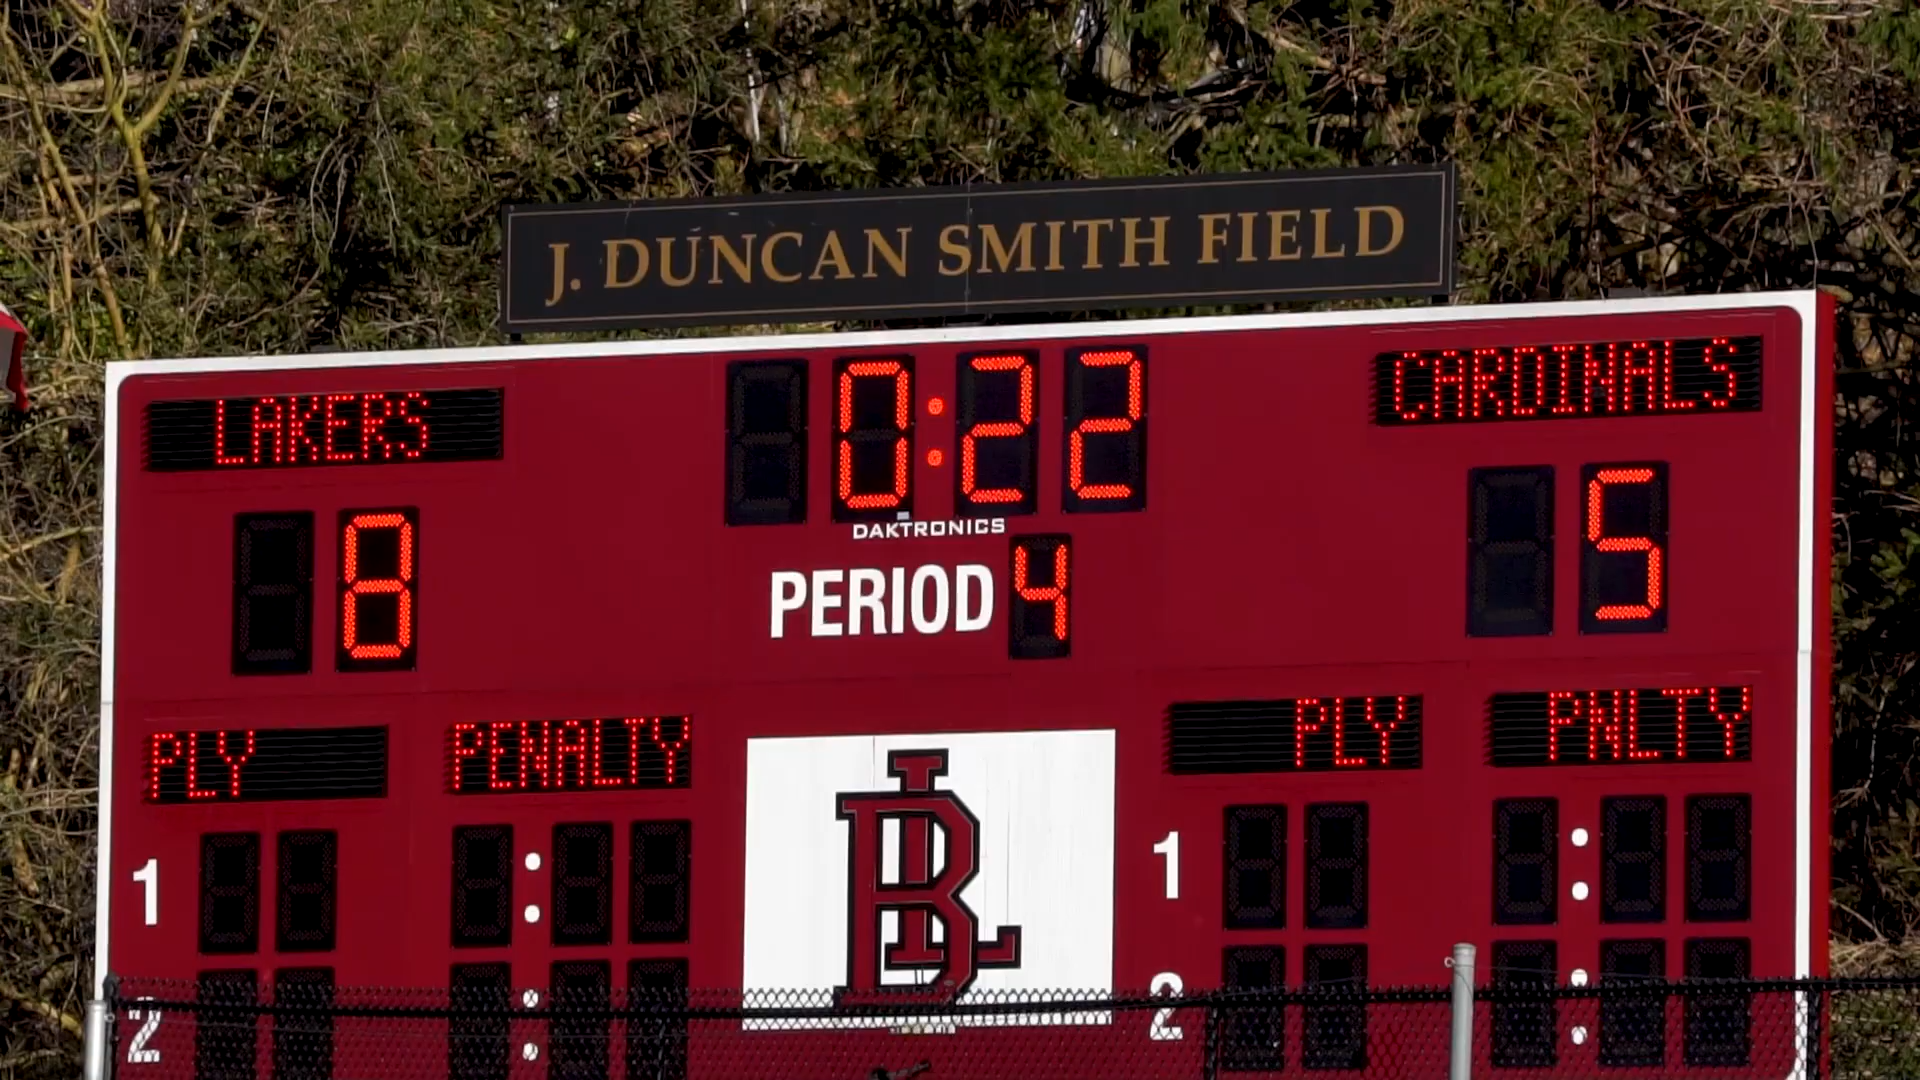 J. DUNCAN SMITH FIELD
LAKERS 0:22 CARDINALS
8 DAKTRONICS 5
PERIOD 4
PLY PENALTY PLY PNLTY
BL
1 : 1 :
2 : 2 :